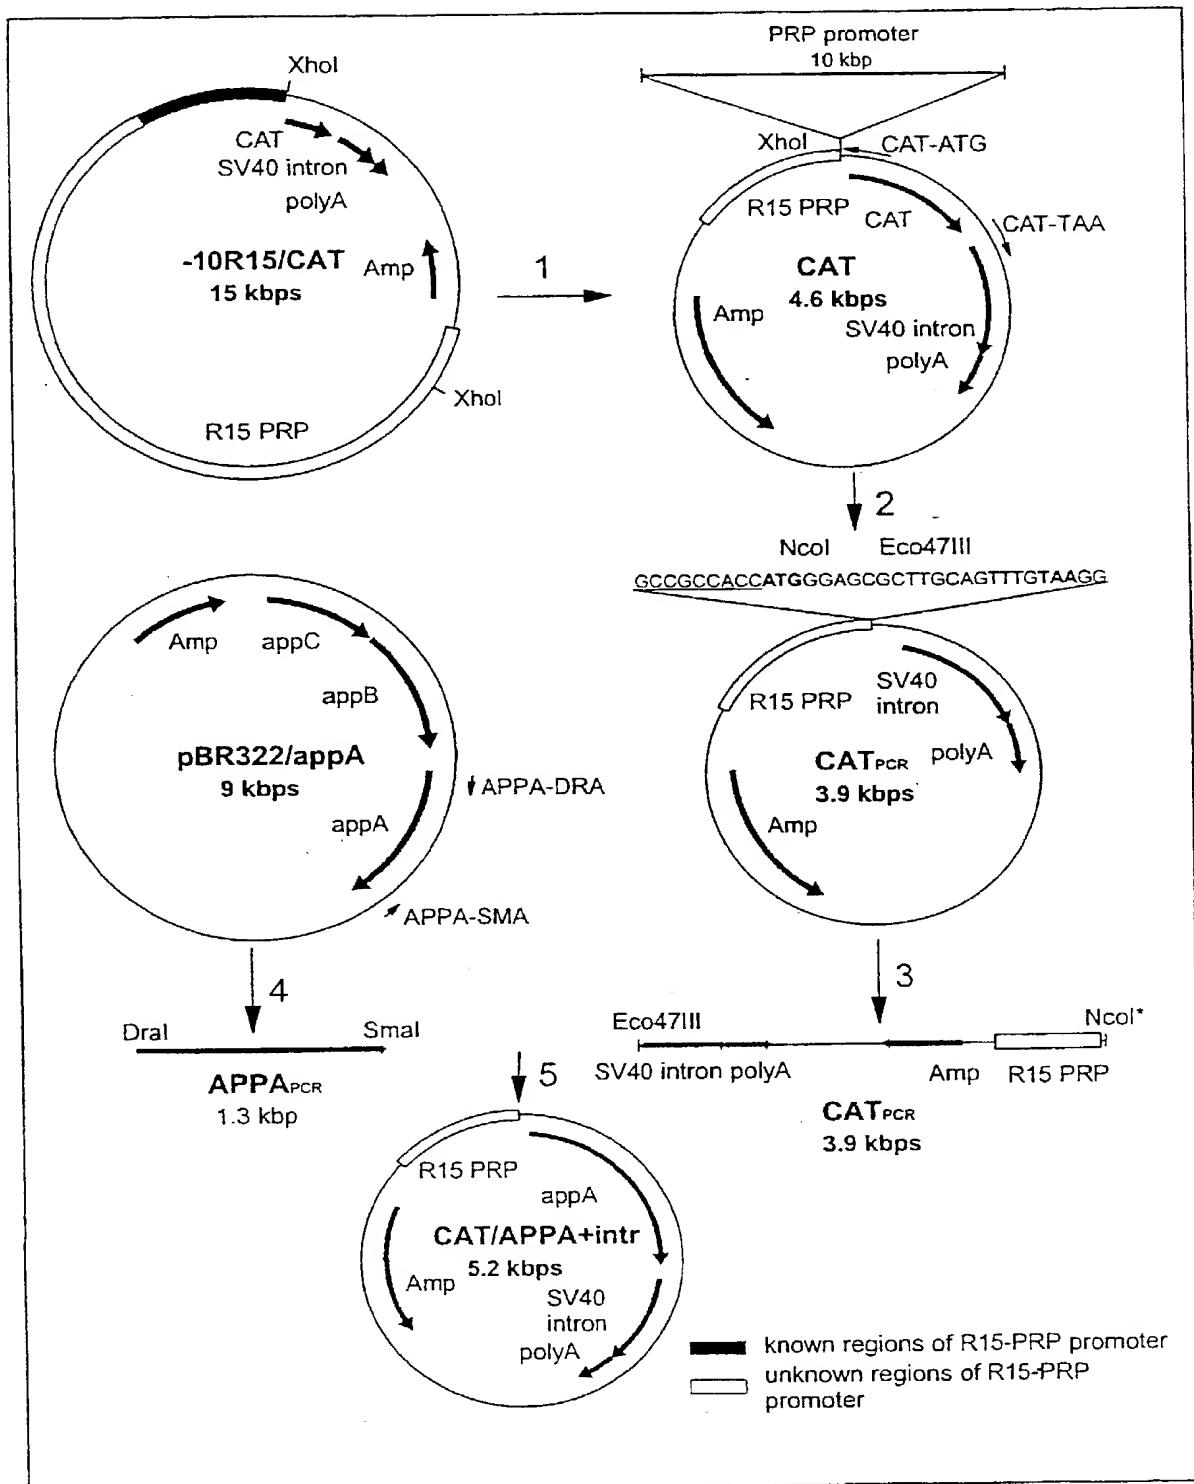 XhoI
CAT
SV40 intron
polyA
-10R15/CAT
15 kbps
Amp
XhoI
R15 PRP
1
PRP promoter
10 kbp
XhoI
CAT-ATG
R15 PRP
CAT
CAT-TAA
CAT
4.6 kbps
Amp
SV40 intron
polyA
2
NcoI Eco47III
GCCGCCACCATGGGAGCGCTTGCAGTTTGTAAGG
R15 PRP
SV40
intron
polyA
CATPCR
3.9 kbps
Amp
3
Amp
appC
appB
pBR322/appA
9 kbps
APPA-DRA
appA
APPA-SMA
4
DraI SmaI
APPAPCR
1.3 kbp
Eco47III NcoI*
SV40 intron polyA Amp R15 PRP
CATPCR
3.9 kbps
5
R15 PRP
appA
CAT/APPA+intr
5.2 kbps
Amp
SV40
intron
polyA
known regions of R15-PRP promoter
unknown regions of R15-PRP
promoter